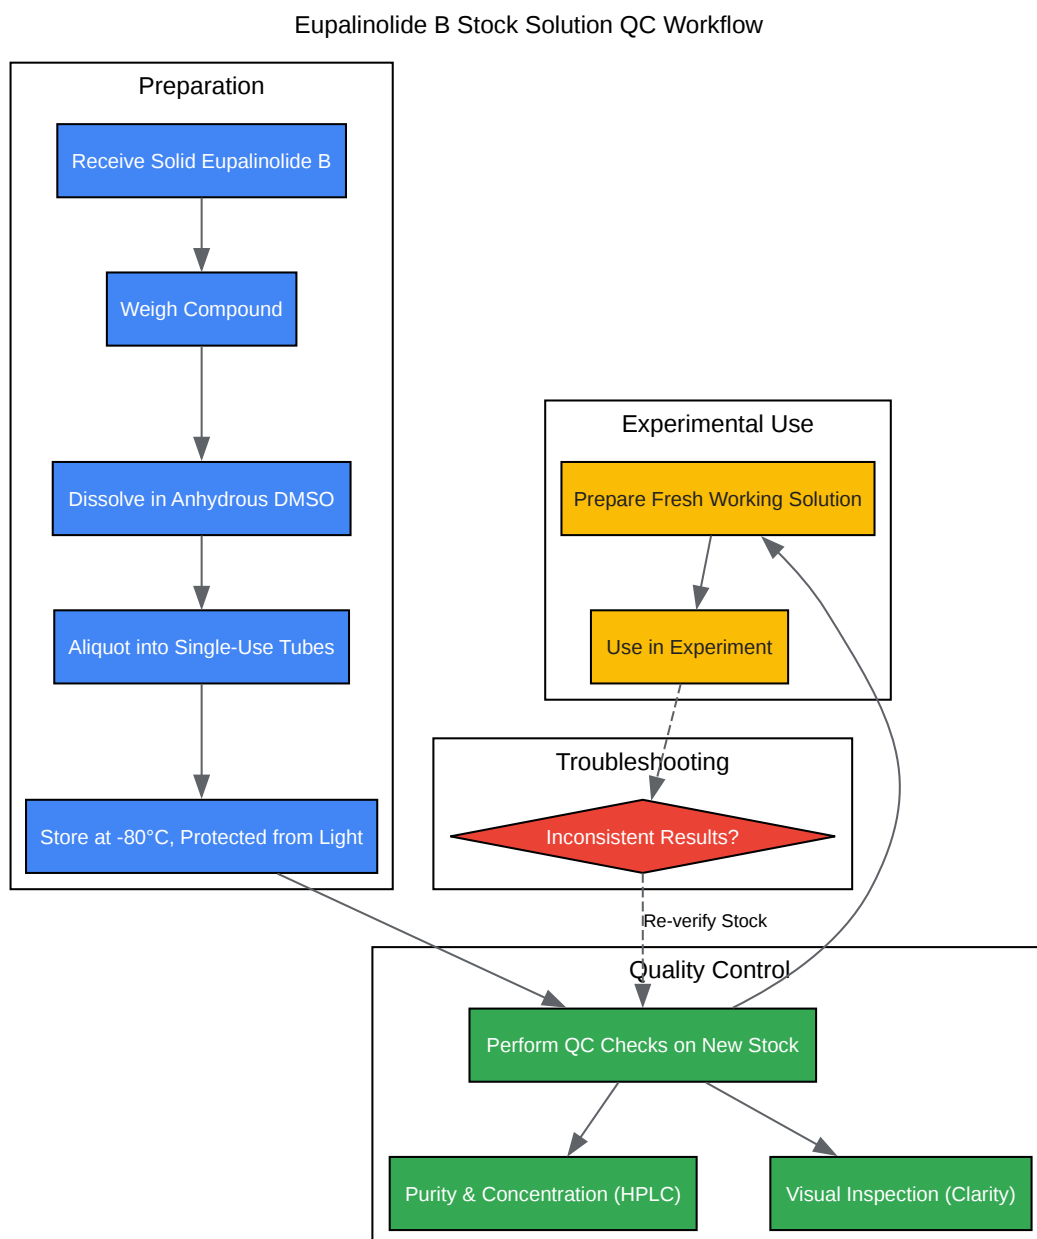 Eupalinolide B Stock Solution QC Workflow
Preparation
Receive Solid Eupalinolide B
Weigh Compound
Dissolve in Anhydrous DMSO
Aliquot into Single-Use Tubes
Store at -80°C, Protected from Light
Experimental Use
Prepare Fresh Working Solution
Use in Experiment
Troubleshooting
Inconsistent Results?
Re-verify Stock
Quality Control
Perform QC Checks on New Stock
Purity & Concentration (HPLC)
Visual Inspection (Clarity)